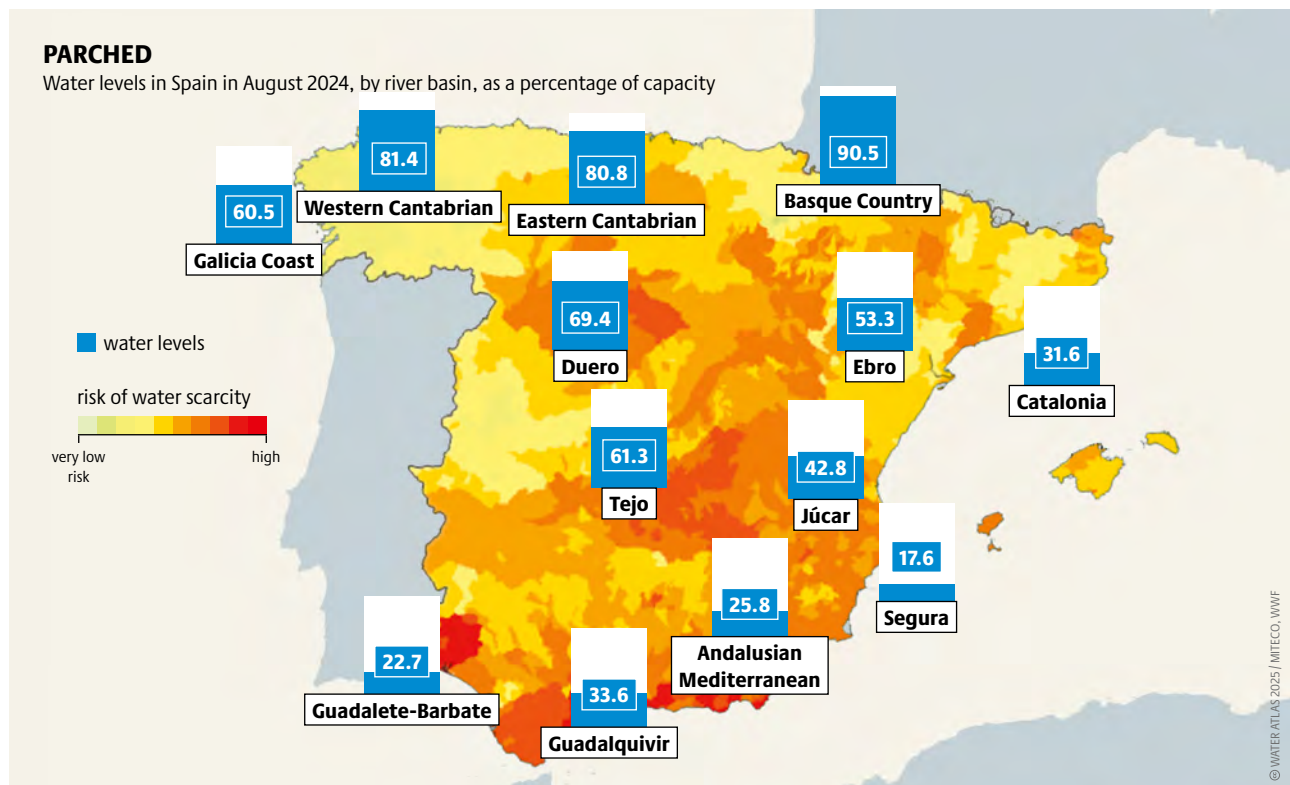 PARCHED
Water levels in Spain in August 2024, by river basin, as a percentage of capacity
81.4
Western Cantabrian
80.8
Eastern Cantabrian
90.5
Basque Country
60.5
Galicia Coast
69.4
Duero
53.3
Ebro
31.6
Catalonia
water levels
risk of water scarcity
very low
risk
high
61.3
Tejo
42.8
Júcar
17.6
Segura
25.8
Andalusian
Mediterranean
22.7
Guadalete-Barbate
33.6
Guadalquivir
© WATER ATLAS 2025 / MITECO, WWF